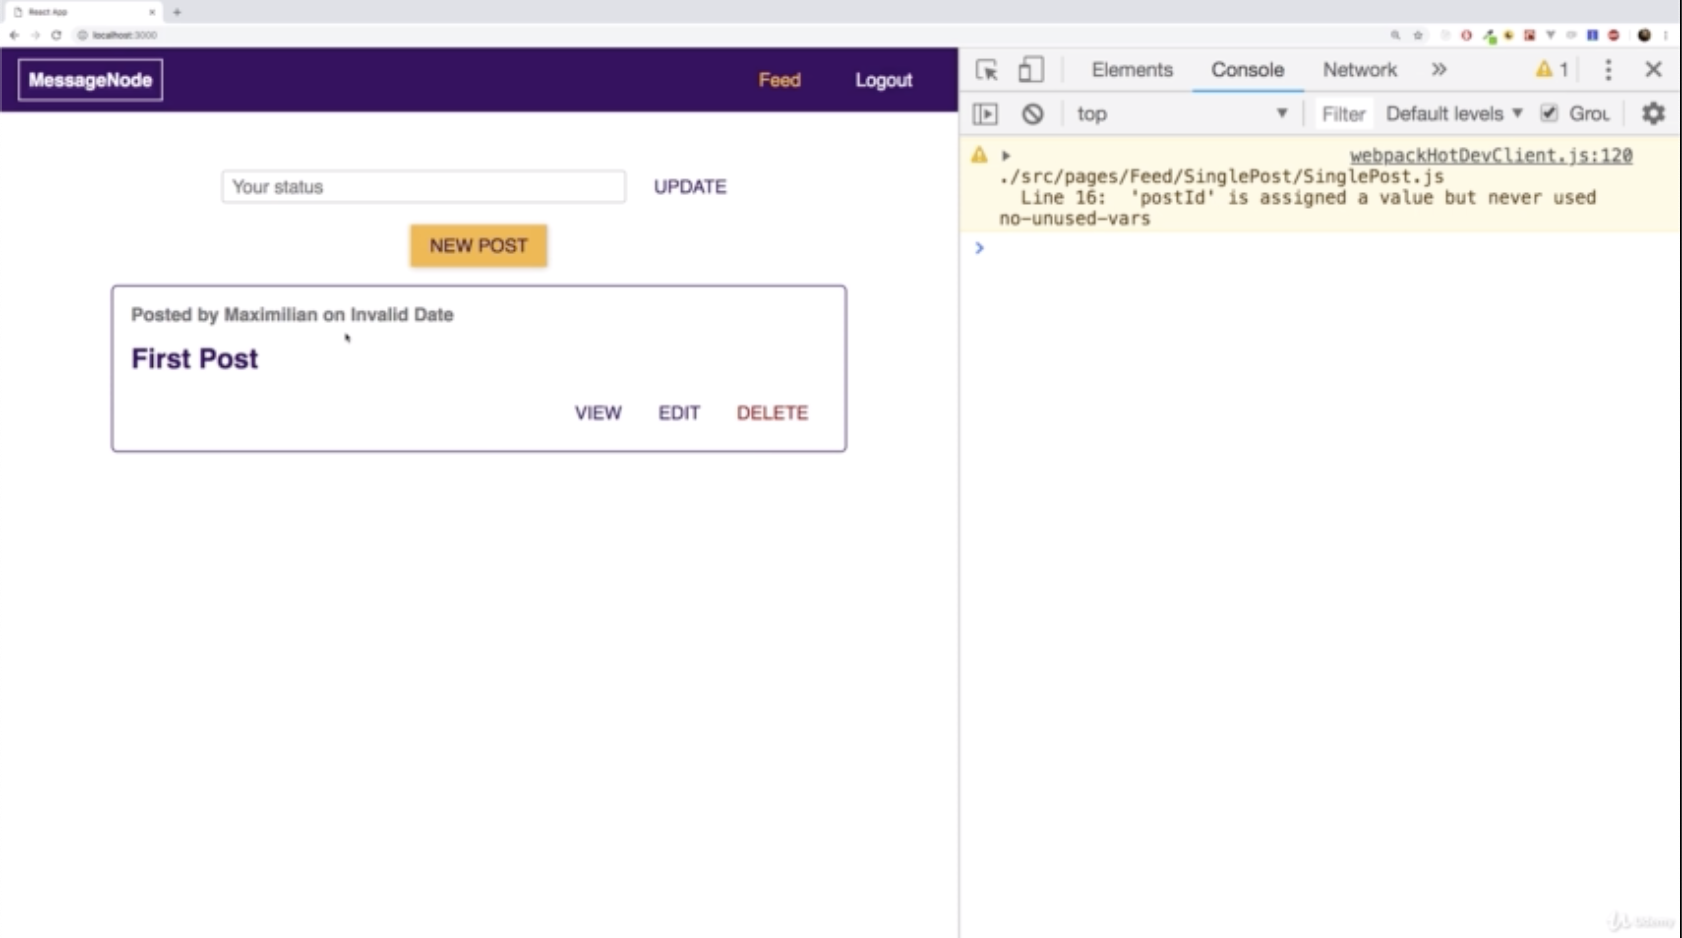 React App
localhost:3000
MessageNode
Feed
Logout
Your status
UPDATE
NEW POST
Posted by Maximilian on Invalid Date
First Post
VIEW
EDIT
DELETE
Elements
Console
Network
1
top
Filter
Default levels
Grou
webpackHotDevClient.js:120
./src/pages/Feed/SinglePost/SinglePost.js
Line 16: 'postId' is assigned a value but never used
no-unused-vars
Udemy